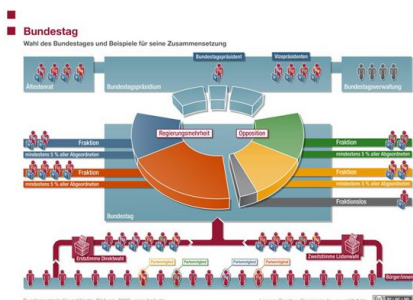 Bundestag
Wahl des Bundestages und Beispiele für seine Zusammensetzung
Bundestagspräsident
Vizepräsidenten
Ältestenrat
Bundestagspräsidium
Bundestagsverwaltung
Regierungsmehrheit
Opposition
Fraktion
mindestens 5 % aller Abgeordneten
Fraktion
mindestens 5 % aller Abgeordneten
Fraktion
mindestens 5 % aller Abgeordneten
Fraktion
mindestens 5 % aller Abgeordneten
Fraktionslos
Bundestag
Erststimme Direktwahl
Zweitstimme Listenwahl
Parteimitglied
Parteimitglied
Parteimitglied
Parteimitglied
Bürger/innen